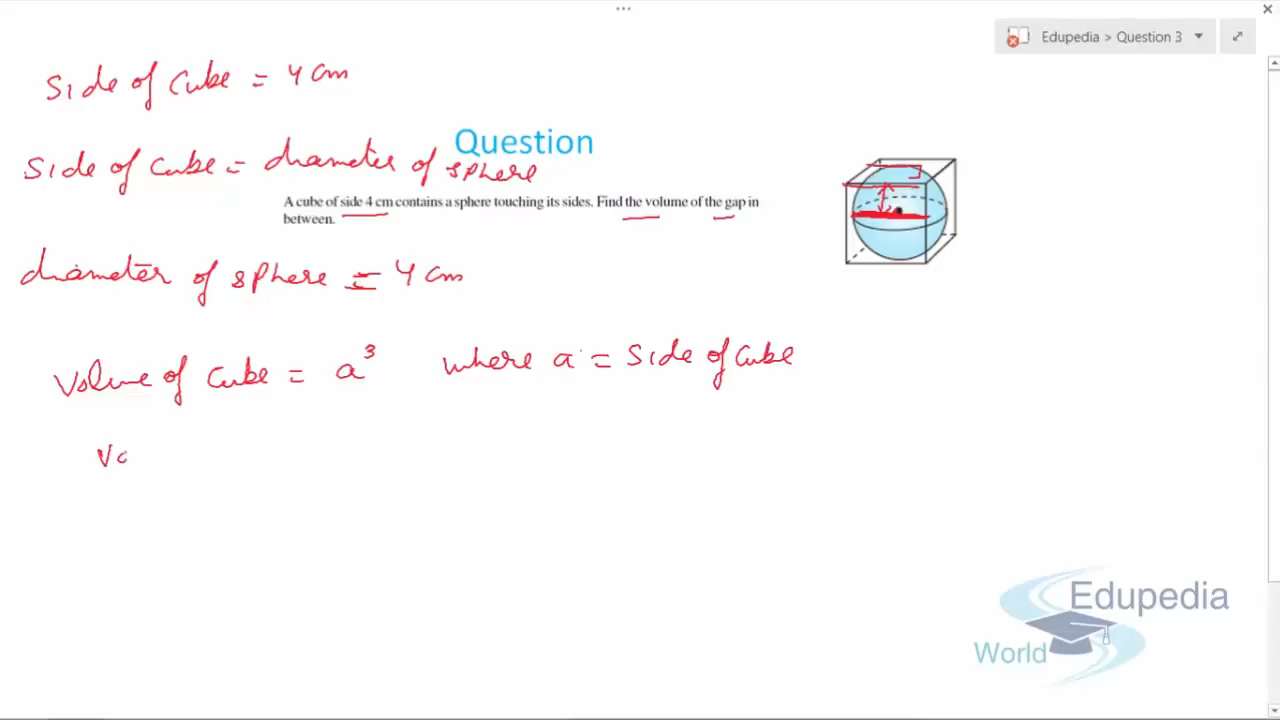 Edupedia > Question 3
Side of Cube = 4 cm
Question
Side of Cube = diameter of sphere
A cube of side 4 cm contains a sphere touching its sides. Find the volume of the gap in
between.
diameter of sphere = 4 cm
Volume of Cube = a³ where a = Side of Cube
Vo
Edupedia
World